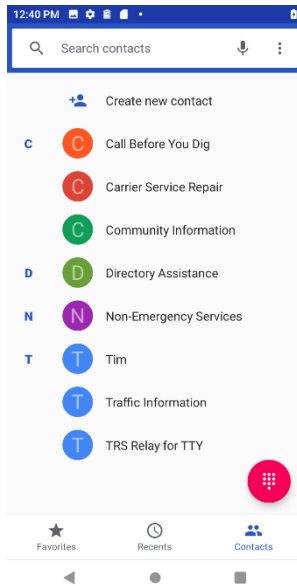 12:40 PM
Search contacts
Create new contact
C
C
Call Before You Dig
C
Carrier Service Repair
C
Community Information
D
D
Directory Assistance
N
N
Non-Emergency Services
T
T
Tim
T
Traffic Information
T
TRS Relay for TTY
Favorites
Recents
Contacts